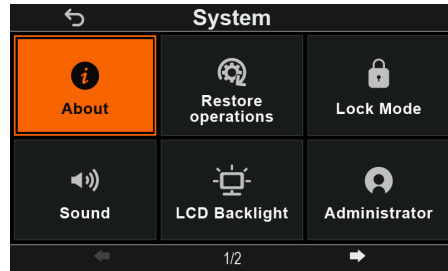 System
About
Restore
operations
Lock Mode
Sound
LCD Backlight
Administrator
1/2